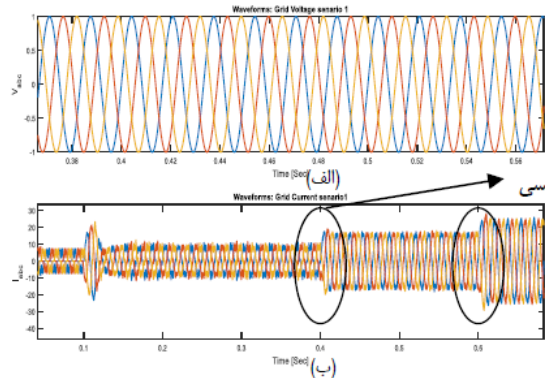 Waveforms: Grid Voltage senario 1
V_abc
1
0.5
0
-0.5
-1
0.38 0.4 0.42 0.44 0.46 0.48 0.5 0.52 0.54 0.56
Time [Sec]
(الف)
سی
Waveforms: Grid Current senario1
I_abc
30
20
10
0
-10
-20
-30
-40
0.1 0.2 0.3 0.4 0.5 0.6
Time [Sec]
(ب)